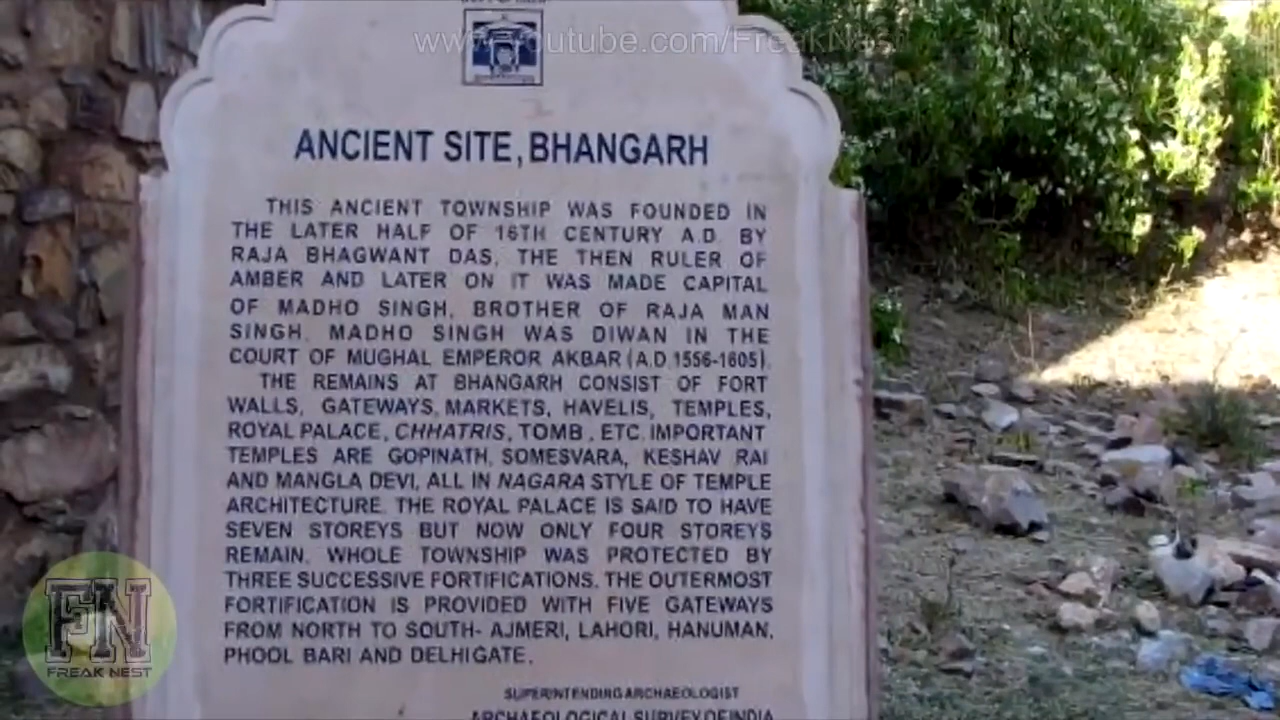 www.youtube.com/FreakNest
ANCIENT SITE, BHANGARH
THIS ANCIENT TOWNSHIP WAS FOUNDED IN
THE LATER HALF OF 16TH CENTURY A.D. BY
RAJA BHAGWANT DAS, THE THEN RULER OF
AMBER AND LATER ON IT WAS MADE CAPITAL
OF MADHO SINGH, BROTHER OF RAJA MAN
SINGH. MADHO SINGH WAS DIWAN IN THE
COURT OF MUGHAL EMPEROR AKBAR (A.D. 1556-1605).
THE REMAINS AT BHANGARH CONSIST OF FORT
WALLS, GATEWAYS, MARKETS, HAVELIS, TEMPLES,
ROYAL PALACE, CHHATRIS, TOMB, ETC. IMPORTANT
TEMPLES ARE GOPINATH, SOMESVARA, KESHAV RAI
AND MANGLA DEVI, ALL IN NAGARA STYLE OF TEMPLE
ARCHITECTURE. THE ROYAL PALACE IS SAID TO HAVE
SEVEN STOREYS BUT NOW ONLY FOUR STOREYS
REMAIN. WHOLE TOWNSHIP WAS PROTECTED BY
THREE SUCCESSIVE FORTIFICATIONS. THE OUTERMOST
FORTIFICATION IS PROVIDED WITH FIVE GATEWAYS
FROM NORTH TO SOUTH- AJMERI, LAHORI, HANUMAN,
PHOOL BARI AND DELHI GATE.
SUPERINTENDING ARCHAEOLOGIST
ARCHAEOLOGICAL SURVEY OF INDIA
FN
FREAK NEST